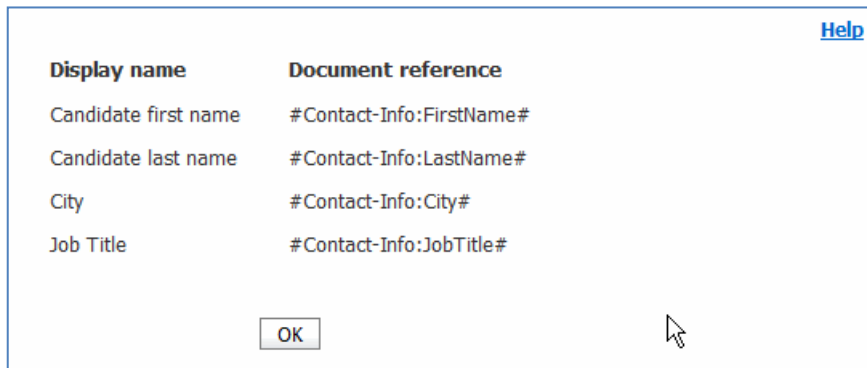 Help
Display name Document reference
Candidate first name #Contact-Info:FirstName#
Candidate last name #Contact-Info:LastName#
City #Contact-Info:City#
Job Title #Contact-Info:JobTitle#
OK